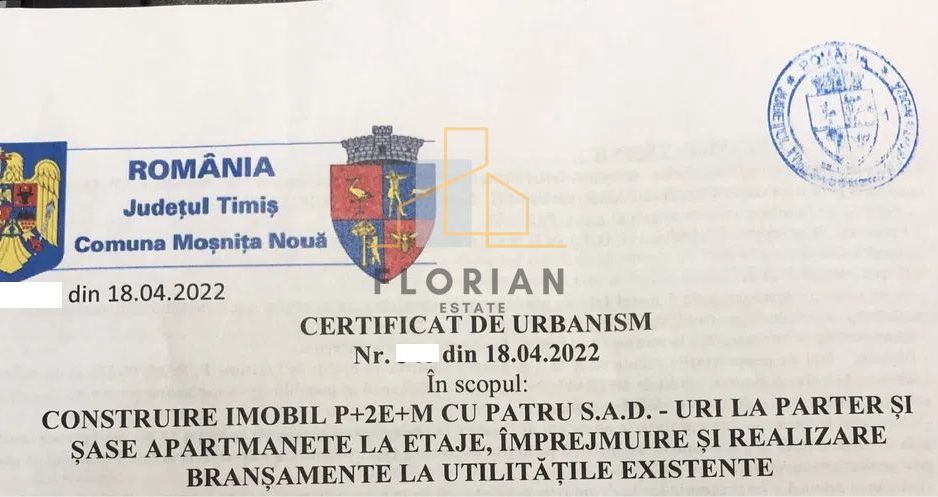 ROMÂNIA
Județul Timiș
Comuna Moșnița Nouă
din 18.04.2022
ROMÂNIA
FLORIAN
ESTATE
CERTIFICAT DE URBANISM
Nr. din 18.04.2022
În scopul:
CONSTRUIRE IMOBIL P+2E+M CU PATRU S.A.D. - URI LA PARTER ȘI
ȘASE APARTMANETE LA ETAJE, ÎMPREJMUIRE ȘI REALIZARE
BRANȘAMENTE LA UTILITĂȚILE EXISTENTE